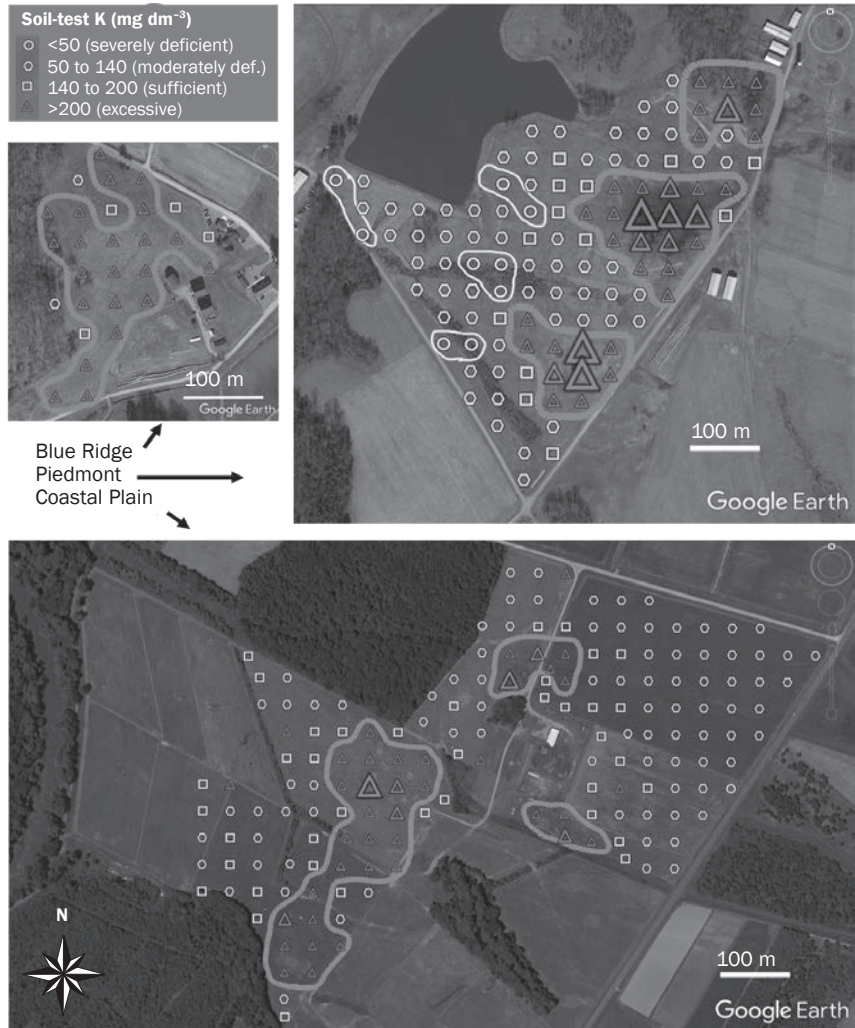 Soil-test K (mg dm⁻³)
<50 (severely deficient)
50 to 140 (moderately def.)
140 to 200 (sufficient)
>200 (excessive)
100 m
Google Earth
Blue Ridge
Piedmont
Coastal Plain
100 m
Google Earth
N
100 m
Google Earth